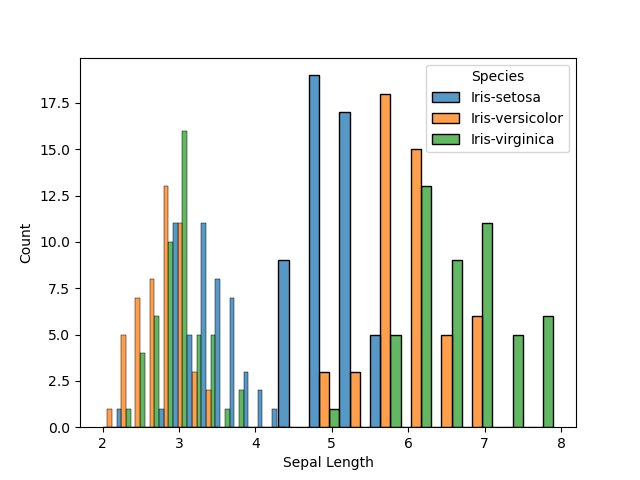 Species
Iris-setosa
Iris-versicolor
Iris-virginica
17.5
15.0
12.5
10.0
7.5
5.0
2.5
0.0
Count
2 3 4 5 6 7 8
Sepal Length